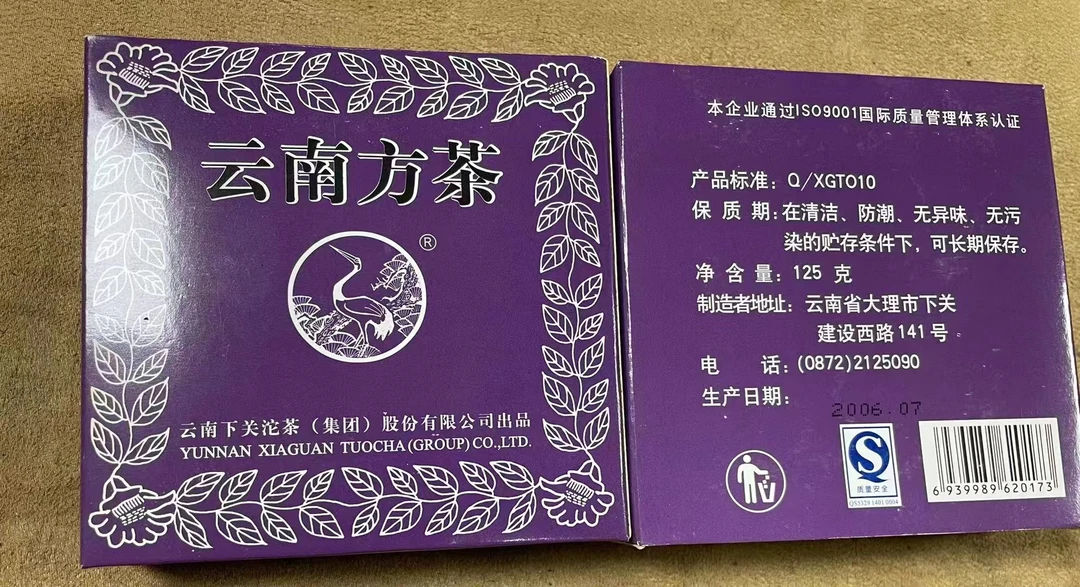 云南方茶
®
云南下关沱茶（集团）股份有限公司出品
YUNNAN XIAGUAN TUOCHA(GROUP)CO.,LTD.
本企业通过ISO9001国际质量管理体系认证
产品标准：Q/XGT010
保 质 期：在清洁、防潮、无异味、无污
染的贮存条件下，可长期保存。
净 含 量：125 克
制造者地址：云南省大理市下关
建设西路141号
电 话：(0872)2125090
生产日期：
2006.07
S
质量安全
QS5329 1401 0004
6 939989 620173